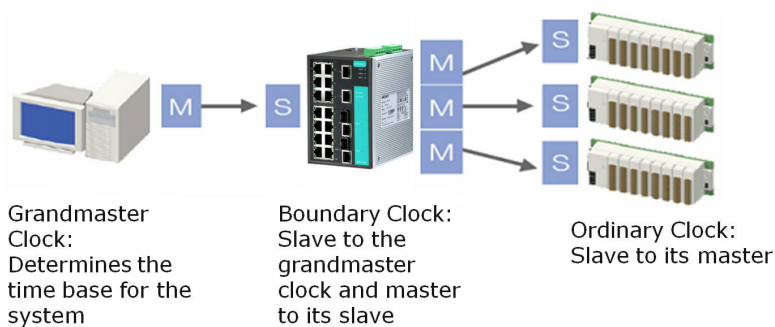 M
S
M
M
M
S
S
S
Grandmaster
Clock:
Determines the
time base for the
system
Boundary Clock:
Slave to the
grandmaster
clock and master
to its slave
Ordinary Clock:
Slave to its master